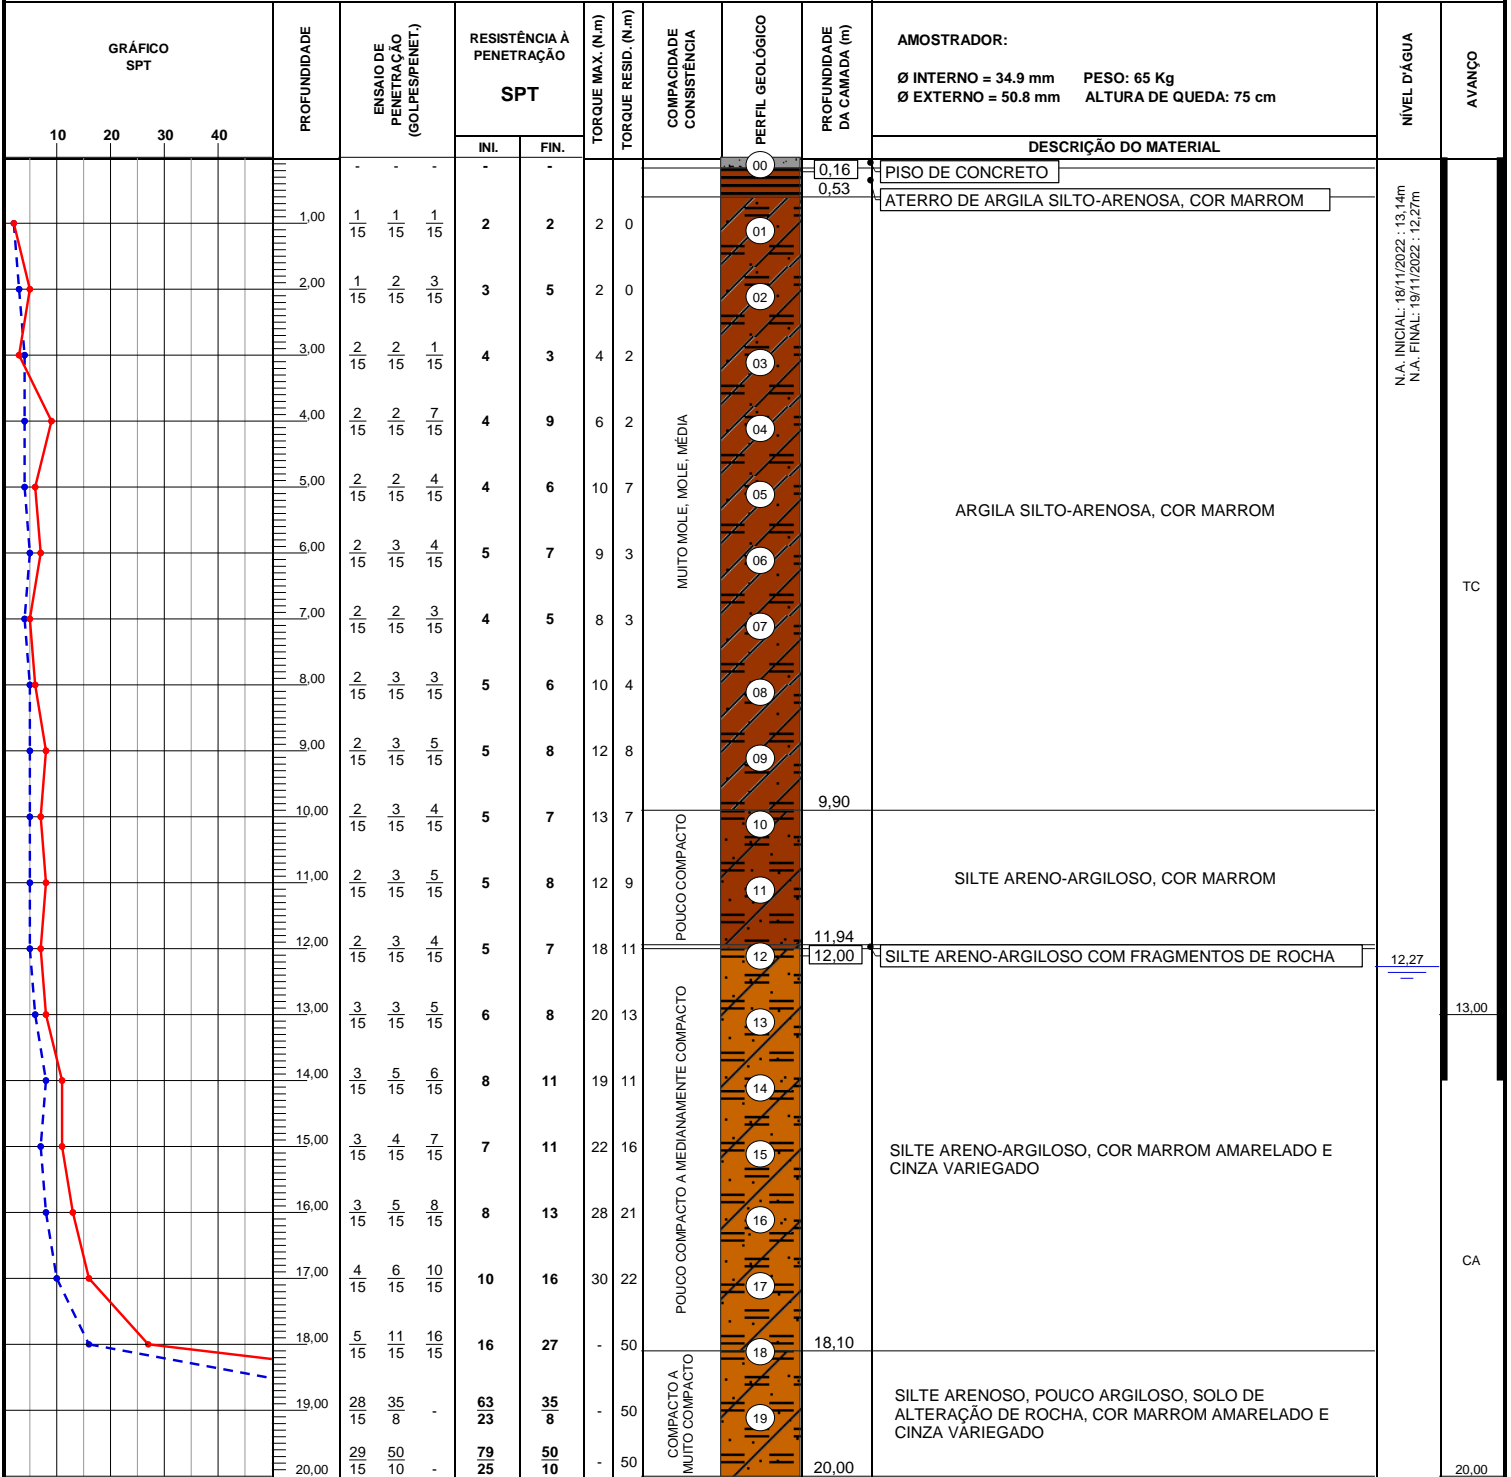 GRÁFICO
SPT
10 20 30 40
PROFUNDIDADE
ENSAIO DE
PENETRAÇÃO
(GOLPES/PENET.)
RESISTÊNCIA À
PENETRAÇÃO
SPT
INI. FIN.
TORQUE MAX. (N.m)
TORQUE RESID. (N.m)
COMPACIDADE
CONSISTÊNCIA
PERFIL GEOLÓGICO
PROFUNDIDADE
DA CAMADA (m)
AMOSTRADOR:
Ø INTERNO = 34.9 mm PESO: 65 Kg
Ø EXTERNO = 50.8 mm ALTURA DE QUEDA: 75 cm
DESCRIÇÃO DO MATERIAL
NÍVEL D'ÁGUA
AVANÇO
- - - - - 00
0,16 PISO DE CONCRETO
0,53 ATERRO DE ARGILA SILTO-ARENOSA, COR MARROM
N.A. INICIAL: 18/11/2022 : 13,14m
N.A. FINAL: 19/11/2022 : 12,27m
1,00 1/15 1/15 1/15 2 2 2 0 01
2,00 1/15 2/15 3/15 3 5 2 0 02
3,00 2/15 2/15 1/15 4 3 4 2 03
4,00 2/15 2/15 7/15 4 9 6 2 04
5,00 2/15 2/15 4/15 4 6 10 7 05
MUITO MOLE, MOLE, MÉDIA
ARGILA SILTO-ARENOSA, COR MARROM
6,00 2/15 3/15 4/15 5 7 9 3 06
TC
7,00 2/15 2/15 3/15 4 5 8 3 07
8,00 2/15 3/15 3/15 5 6 10 4 08
9,00 2/15 3/15 5/15 5 8 12 8 09
9,90
10,00 2/15 3/15 4/15 5 7 13 7 10
POUCO COMPACTO
SILTE ARENO-ARGILOSO, COR MARROM
11,00 2/15 3/15 5/15 5 8 12 9 11
11,94
12,00 2/15 3/15 4/15 5 7 18 11 12
12,00 SILTE ARENO-ARGILOSO COM FRAGMENTOS DE ROCHA
12,27
13,00 3/15 3/15 5/15 6 8 20 13 13
13,00
14,00 3/15 5/15 6/15 8 11 19 11 14
POUCO COMPACTO A MEDIANAMENTE COMPACTO
15,00 3/15 4/15 7/15 7 11 22 16 15
SILTE ARENO-ARGILOSO, COR MARROM AMARELADO E
CINZA VARIEGADO
16,00 3/15 5/15 8/15 8 13 28 21 16
17,00 4/15 6/15 10/15 10 16 30 22 17
CA
18,00 5/15 11/15 16/15 16 27 - 50 18
18,10
COMPACTO A
MUITO COMPACTO
SILTE ARENOSO, POUCO ARGILOSO, SOLO DE
ALTERAÇÃO DE ROCHA, COR MARROM AMARELADO E
CINZA VARIEGADO
19,00 28/15 35/8 - 63/23 35/8 - 50 19
20,00 29/15 50/10 - 79/25 50/10 - 50
20,00
20,00